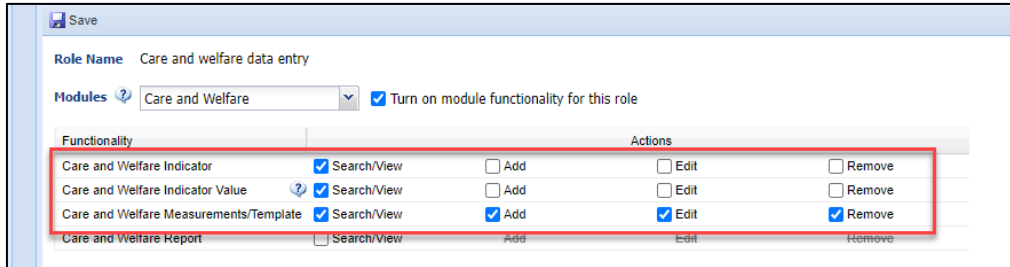 Save
Role Name Care and welfare data entry
Modules Care and Welfare Turn on module functionality for this role
Functionality Actions
Care and Welfare Indicator Search/View Add Edit Remove
Care and Welfare Indicator Value Search/View Add Edit Remove
Care and Welfare Measurements/Template Search/View Add Edit Remove
Care and Welfare Report Search/View Add Edit Remove